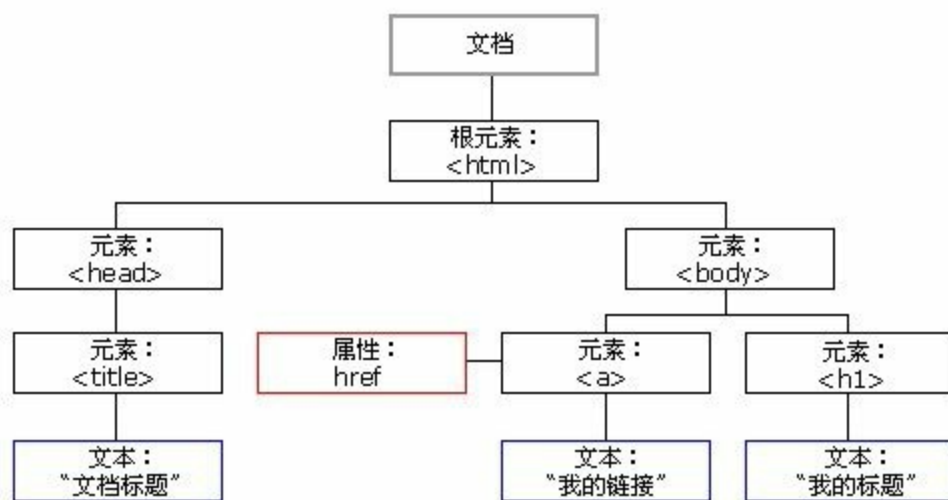 文档
根元素：
<html>
元素：
<head>
元素：
<body>
元素：
<title>
属性：
href
元素：
<a>
元素：
<h1>
文本：
“文档标题”
文本：
“我的链接”
文本：
“我的标题”